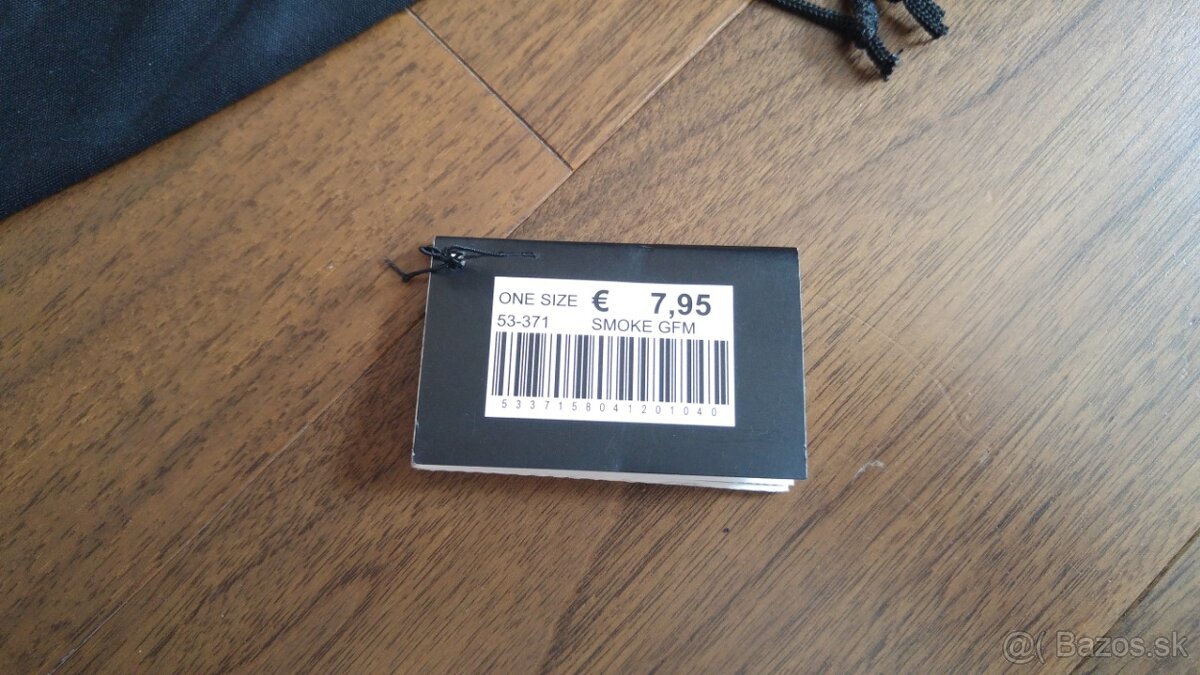 ONE SIZE € 7,95
53-371 SMOKE GFM
5337158041201040
@( Bazos.sk